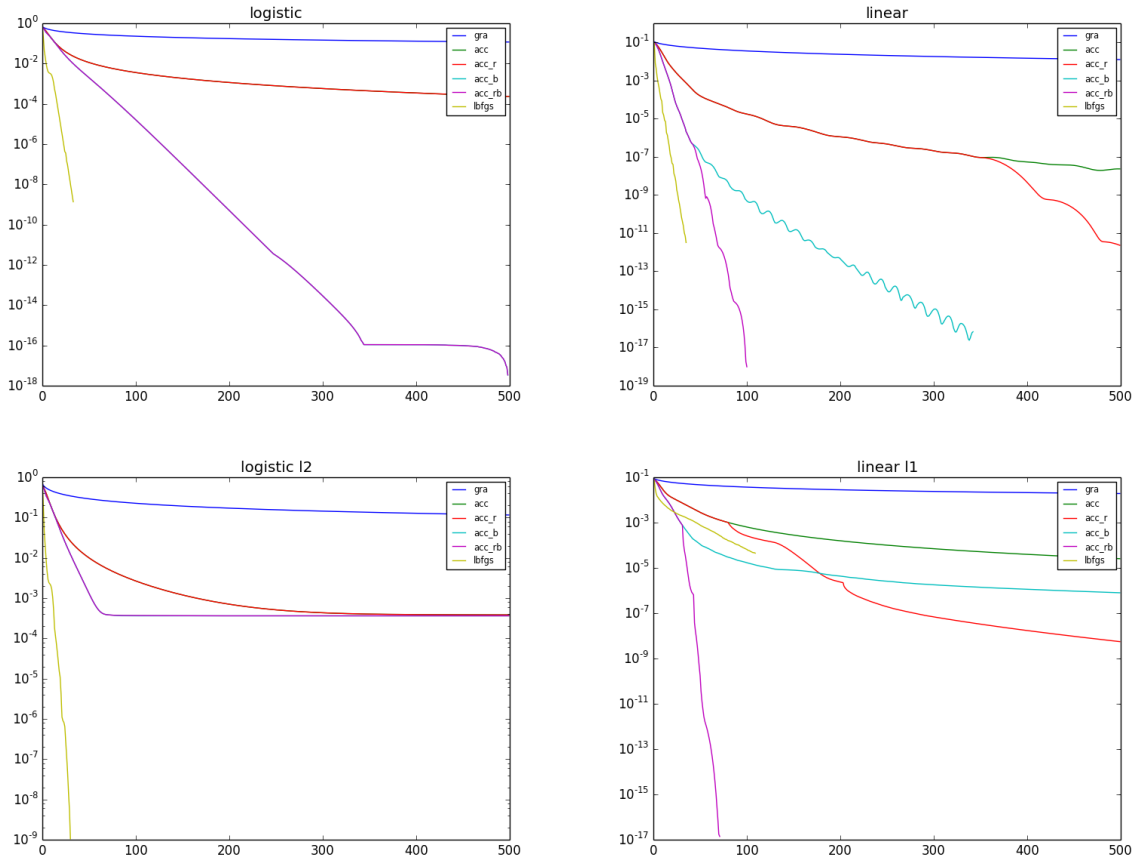 logistic
10^0
10^-2
10^-4
10^-6
10^-8
10^-10
10^-12
10^-14
10^-16
10^-18
0 100 200 300 400 500
gra
acc
acc_r
acc_b
acc_rb
lbfgs
linear
10^-1
10^-3
10^-5
10^-7
10^-9
10^-11
10^-13
10^-15
10^-17
10^-19
0 100 200 300 400 500
gra
acc
acc_r
acc_b
acc_rb
lbfgs
logistic l2
10^0
10^-1
10^-2
10^-3
10^-4
10^-5
10^-6
10^-7
10^-8
10^-9
0 100 200 300 400 500
gra
acc
acc_r
acc_b
acc_rb
lbfgs
linear l1
10^-1
10^-3
10^-5
10^-7
10^-9
10^-11
10^-13
10^-15
10^-17
0 100 200 300 400 500
gra
acc
acc_r
acc_b
acc_rb
lbfgs